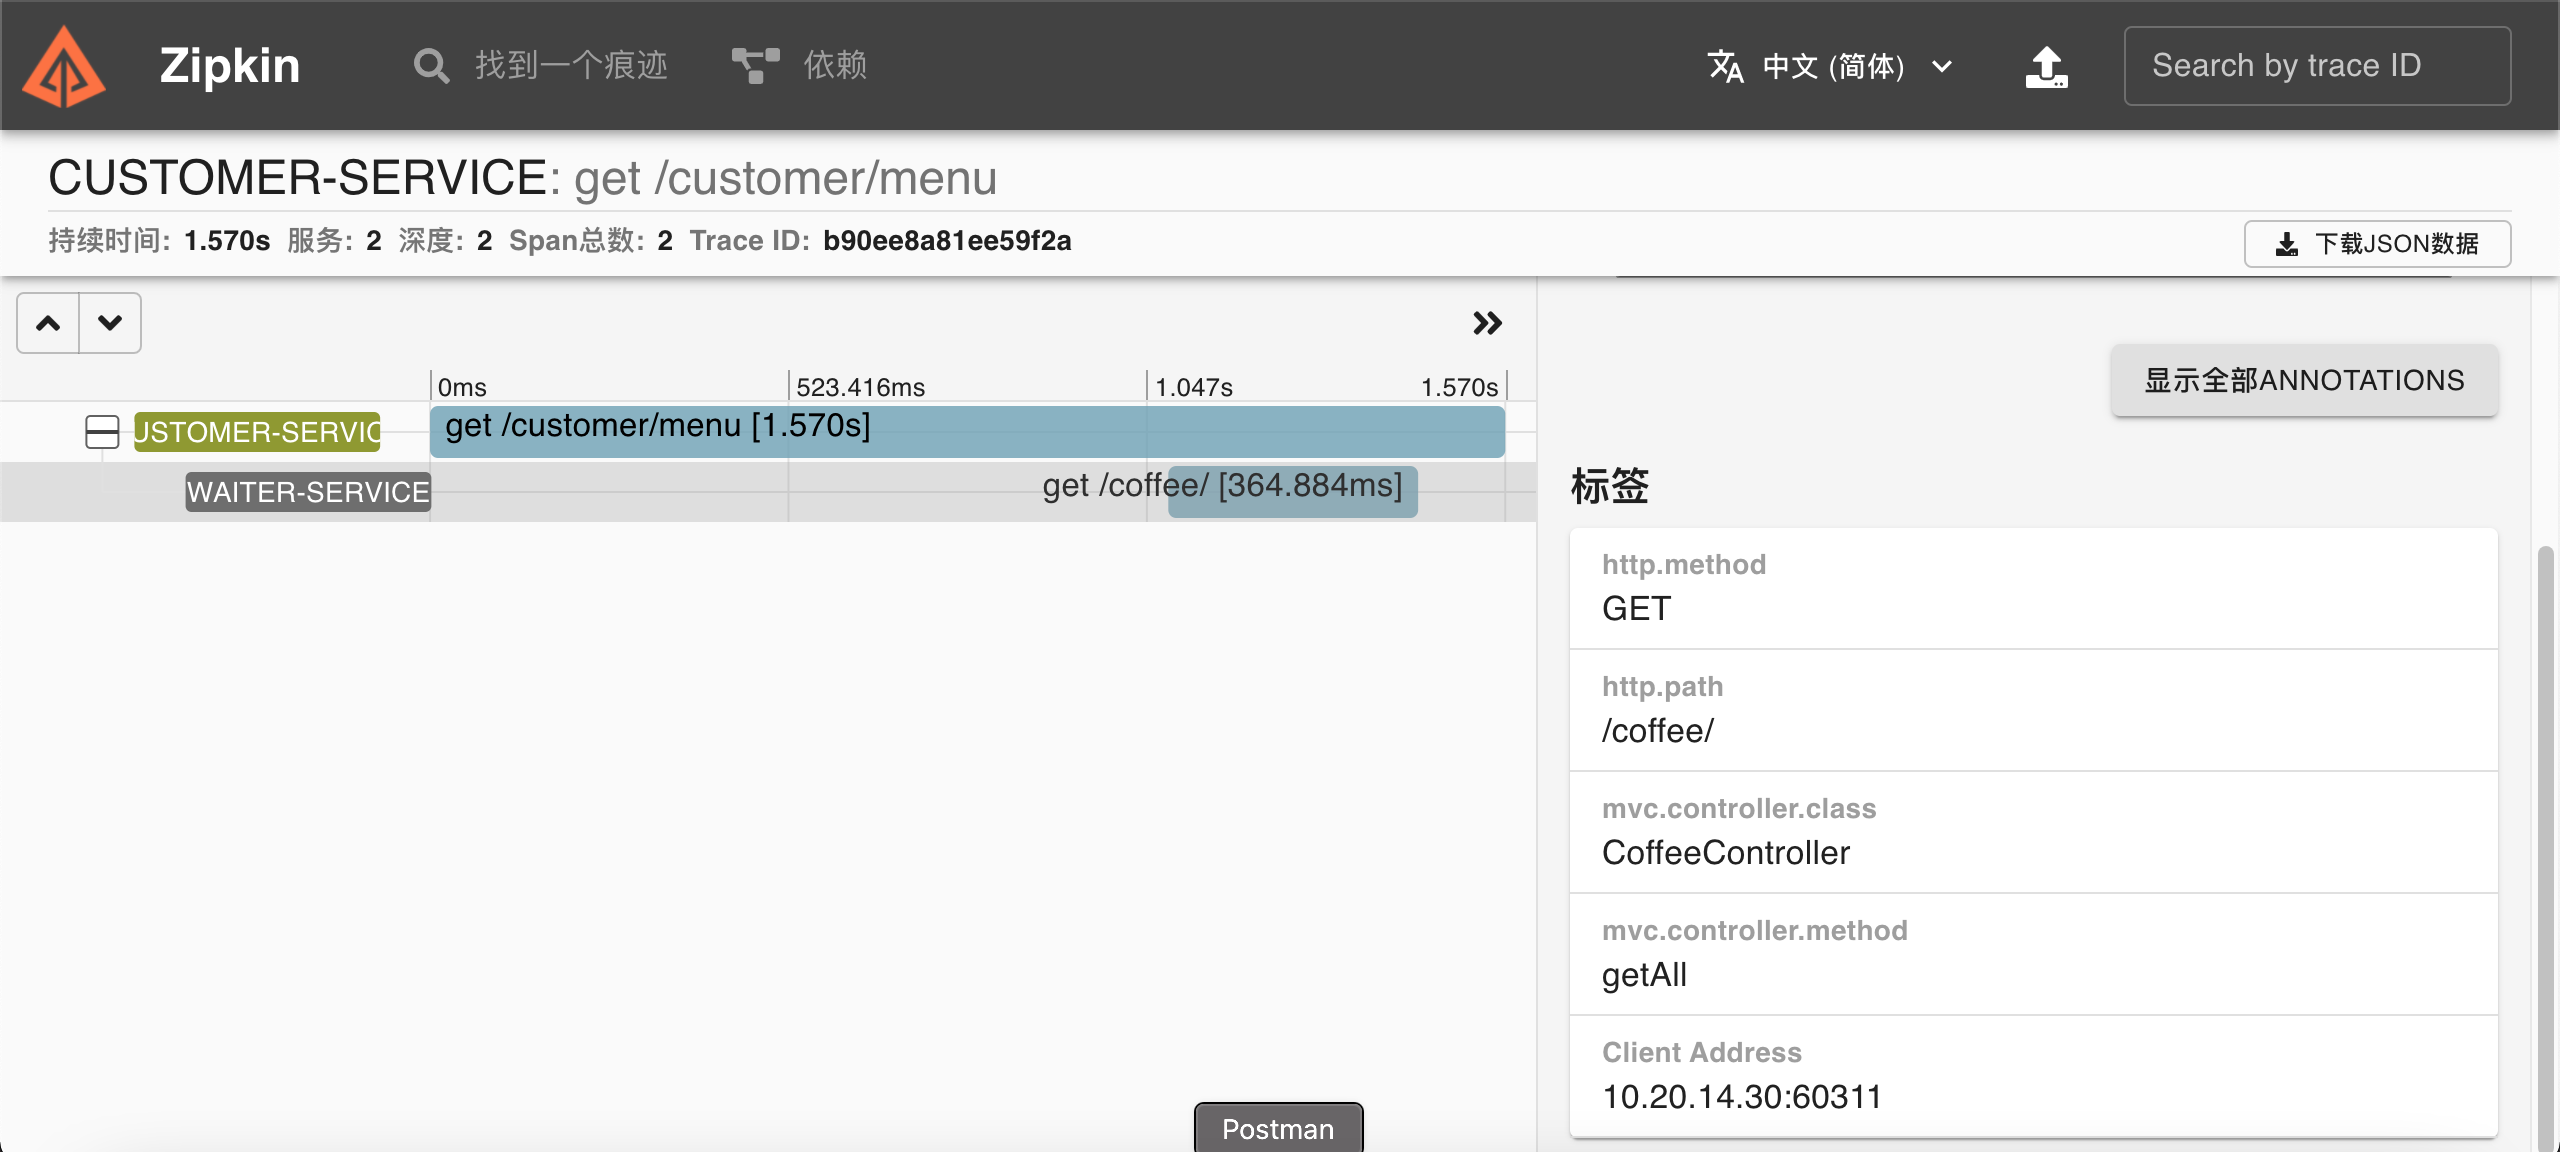 Zipkin
找到一个痕迹
依赖
中文 (简体)
Search by trace ID
CUSTOMER-SERVICE: get /customer/menu
持续时间: 1.570s 服务: 2 深度: 2 Span总数: 2 Trace ID: b90ee8a81ee59f2a
下载JSON数据
0ms
523.416ms
1.047s
1.570s
USTOMER-SERVIC
get /customer/menu [1.570s]
WAITER-SERVICE
get /coffee/ [364.884ms]
显示全部ANNOTATIONS
标签
http.method
GET
http.path
/coffee/
mvc.controller.class
CoffeeController
mvc.controller.method
getAll
Client Address
10.20.14.30:60311
Postman